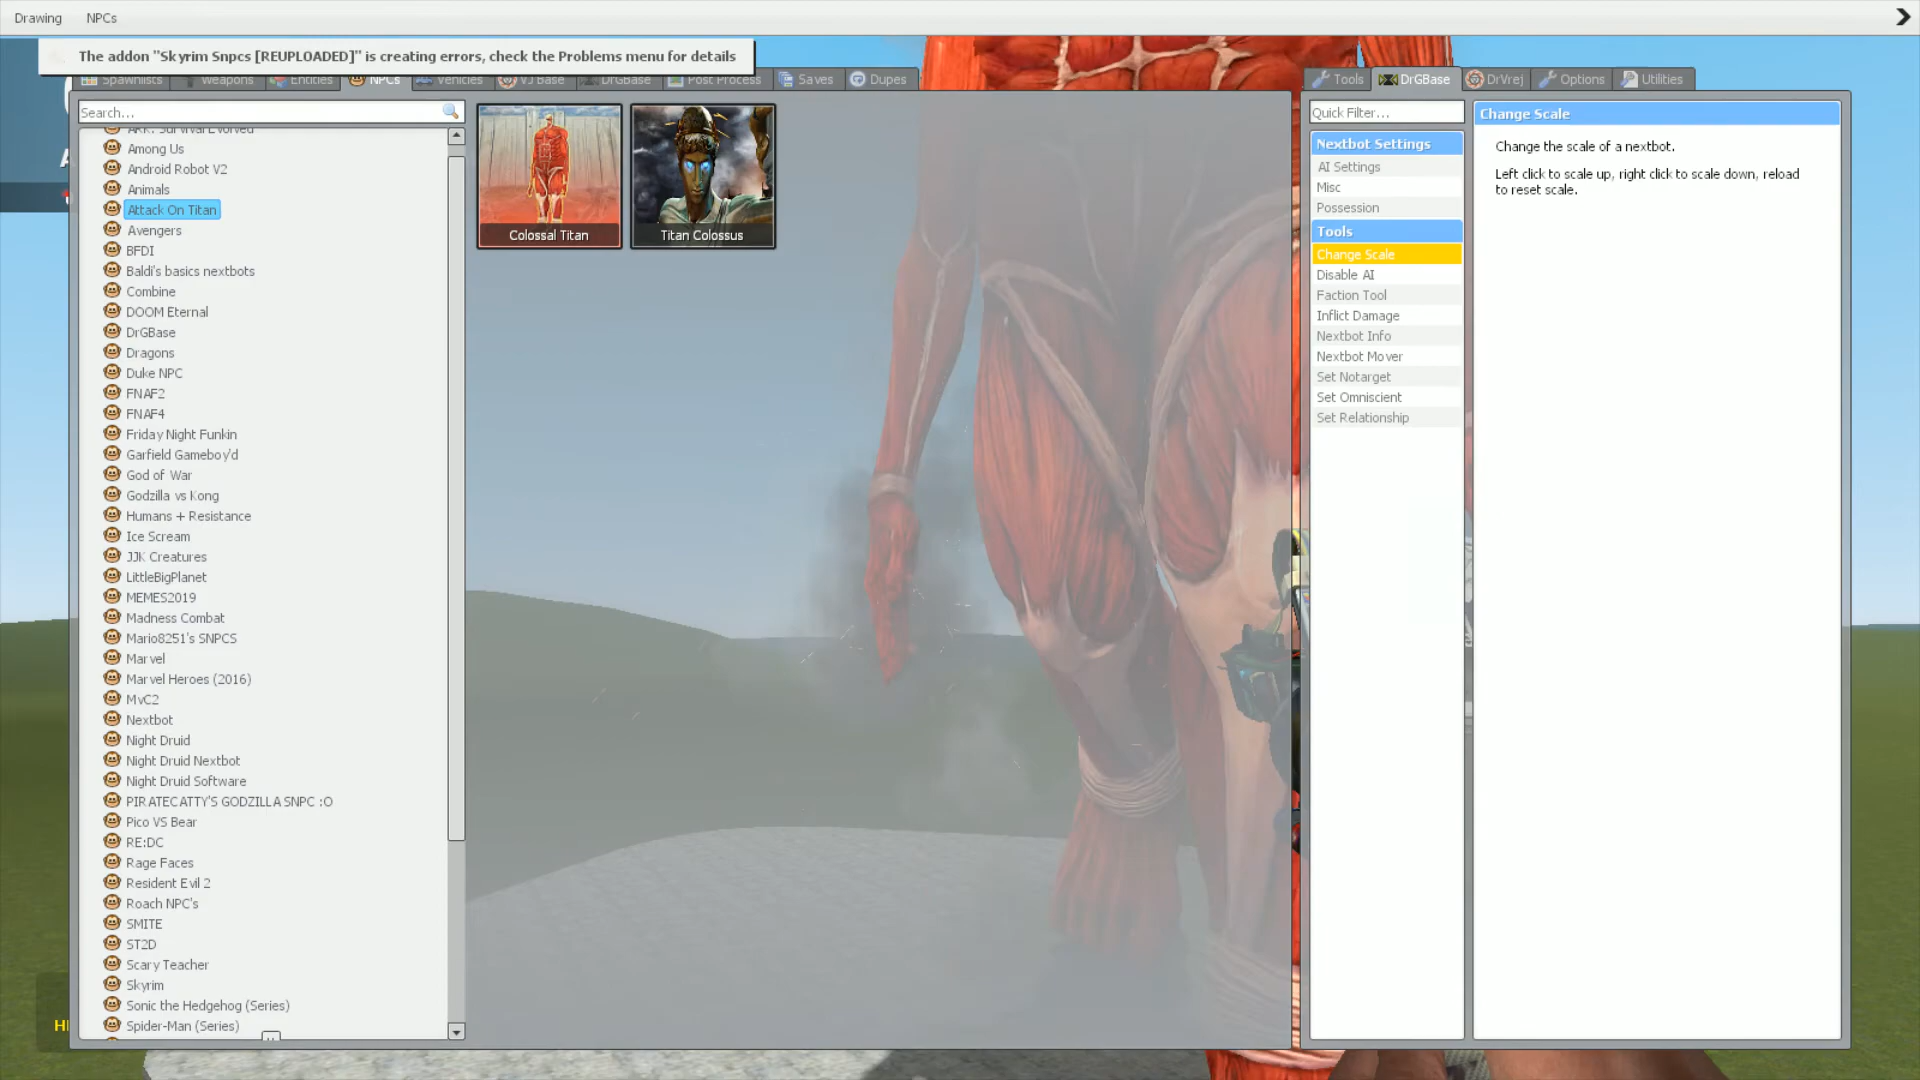 Drawing NPCs
The addon "Skyrim Snpcs [REUPLOADED]" is creating errors, check the Problems menu for details
Spawnlists Weapons Entities NPCs Vehicles VJ Base DrGBase Post Process Saves Dupes
Tools DrGBase DrVrej Options Utilities
Search...
ARK: Survival Evolved
Among Us
Android Robot V2
Animals
Attack On Titan
Avengers
BFDI
Baldi's basics nextbots
Combine
DOOM Eternal
DrGBase
Dragons
Duke NPC
FNAF2
FNAF4
Friday Night Funkin
Garfield Gameboy'd
God of War
Godzilla vs Kong
Humans + Resistance
Ice Scream
JJK Creatures
LittleBigPlanet
MEMES2019
Madness Combat
Mario8251's SNPCS
Marvel
Marvel Heroes (2016)
MvC2
Nextbot
Night Druid
Night Druid Nextbot
Night Druid Software
PIRATECATTY'S GODZILLA SNPC :O
Pico VS Bear
RE:DC
Rage Faces
Resident Evil 2
Roach NPC's
SMITE
ST2D
Scary Teacher
Skyrim
Sonic the Hedgehog (Series)
Spider-Man (Series)
Colossal Titan
Titan Colossus
Quick Filter...
Nextbot Settings
AI Settings
Misc
Possession
Tools
Change Scale
Disable AI
Faction Tool
Inflict Damage
Nextbot Info
Nextbot Mover
Set Notarget
Set Omniscient
Set Relationship
Change Scale
Change the scale of a nextbot.
Left click to scale up, right click to scale down, reload
to reset scale.